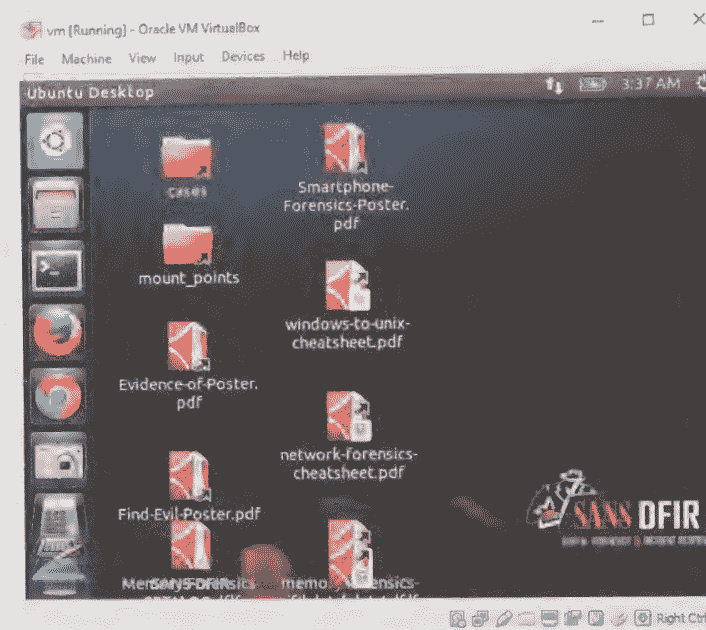 vm [Running] - Oracle VM VirtualBox
File Machine View Input Devices Help
Ubuntu Desktop
3:37 AM
cases
Smartphone-
Forensics-Poster.
pdf
mount_points
windows-to-unix-
cheatsheet.pdf
Evidence-of-Poster.
pdf
network-forensics-
cheatsheet.pdf
Find-Evil-Poster.pdf
SANS DFIR
Right Ctrl